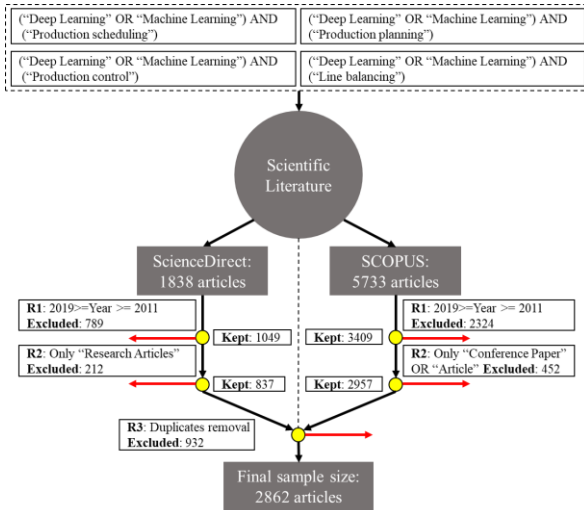 (“Deep Learning” OR “Machine Learning”) AND
(“Production scheduling”)
(“Deep Learning” OR “Machine Learning”) AND
(“Production planning”)
(“Deep Learning” OR “Machine Learning”) AND
(“Production control”)
(“Deep Learning” OR “Machine Learning”) AND
(“Line balancing”)
Scientific
Literature
ScienceDirect:
1838 articles
SCOPUS:
5733 articles
R1: 2019>=Year >= 2011
Excluded: 789
Kept: 1049
Kept: 3409
R1: 2019>=Year >= 2011
Excluded: 2324
R2: Only “Research Articles”
Excluded: 212
Kept: 837
Kept: 2957
R2: Only “Conference Paper”
OR “Article” Excluded: 452
R3: Duplicates removal
Excluded: 932
Final sample size:
2862 articles